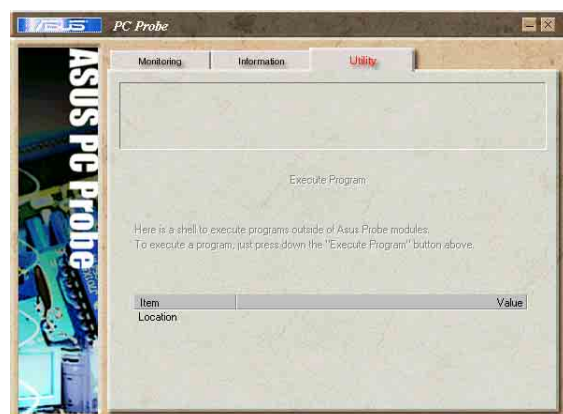 ASUS PC Probe
Monitoring Information Utility
ASUS PC Probe
Execute Program
Here is a shell to execute programs outside of Asus Probe modules.
To execute a program, just press down the "Execute Program" button above.
Item Value
Location